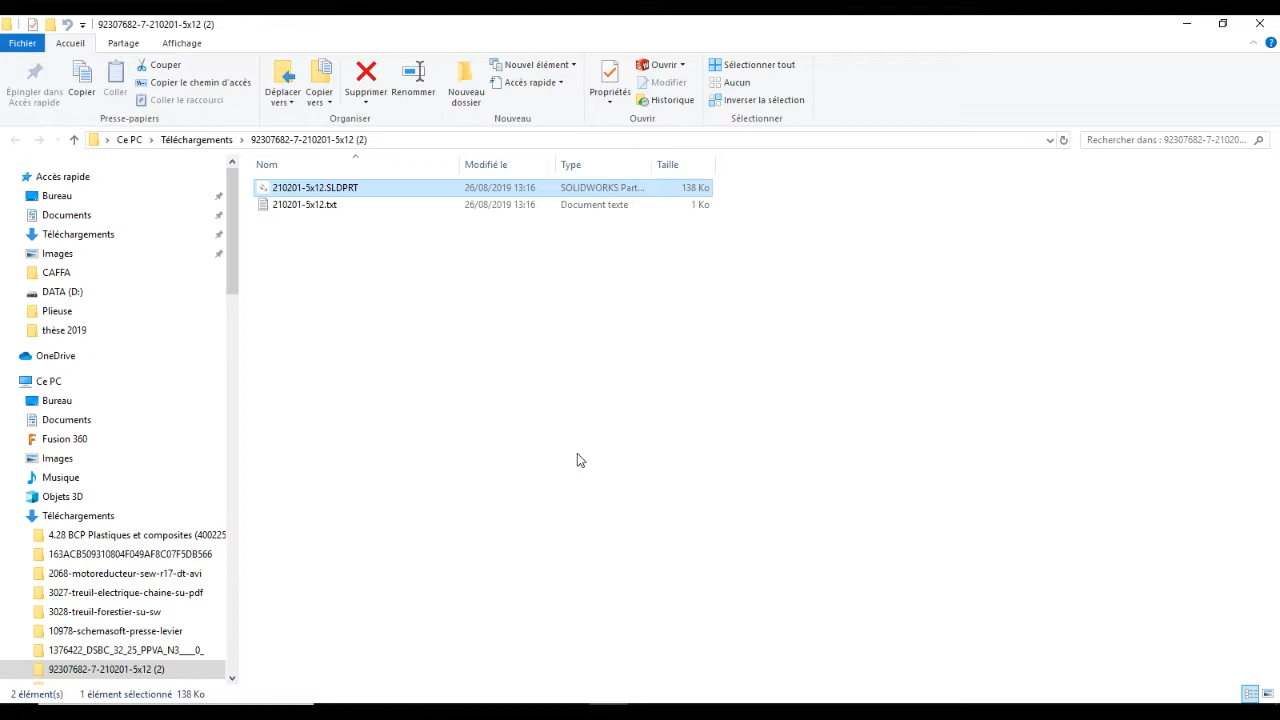 92307682-7-210201-5x12 (2)
Fichier Accueil Partage Affichage
Épingler dans Accès rapide
Copier
Coller
Couper
Copier le chemin d'accès
Coller le raccourci
Presse-papiers
Déplacer vers
Copier vers
Supprimer
Renommer
Organiser
Nouveau dossier
Nouvel élément
Accès rapide
Nouveau
Propriétés
Ouvrir
Modifier
Historique
Ouvrir
Sélectionner tout
Aucun
Inverser la sélection
Sélectionner
Ce PC Téléchargements 92307682-7-210201-5x12 (2)
Rechercher dans : 92307682-7-21020...
Nom Modifié le Type Taille
210201-5x12.SLDPRT 26/08/2019 13:16 SOLIDWORKS Part... 138 Ko
210201-5x12.txt 26/08/2019 13:16 Document texte 1 Ko
Accès rapide
Bureau
Documents
Téléchargements
Images
CAFFA
DATA (D:)
Plieuse
thèse 2019
OneDrive
Ce PC
Bureau
Documents
Fusion 360
Images
Musique
Objets 3D
Téléchargements
4.28 BCP Plastiques et composites (400225
163ACB509310804F049AF8C07F5DB566
2068-motoreducteur-sew-r17-dt-avi
3027-treuil-electrique-chaine-su-pdf
3028-treuil-forestier-su-sw
10978-schemasoft-presse-levier
1376422_DSBC_32_25_PPVA_N3____0_
92307682-7-210201-5x12 (2)
2 élément(s) 1 élément sélectionné 138 Ko